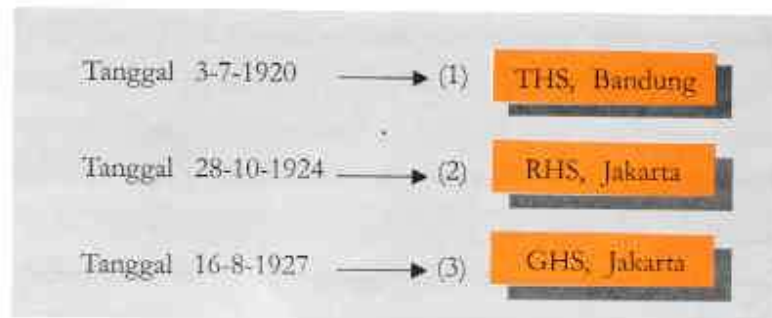 Tanggal 3-7-1920 (1) THS, Bandung
Tanggal 28-10-1924 (2) RHS, Jakarta
Tanggal 16-8-1927 (3) GHS, Jakarta